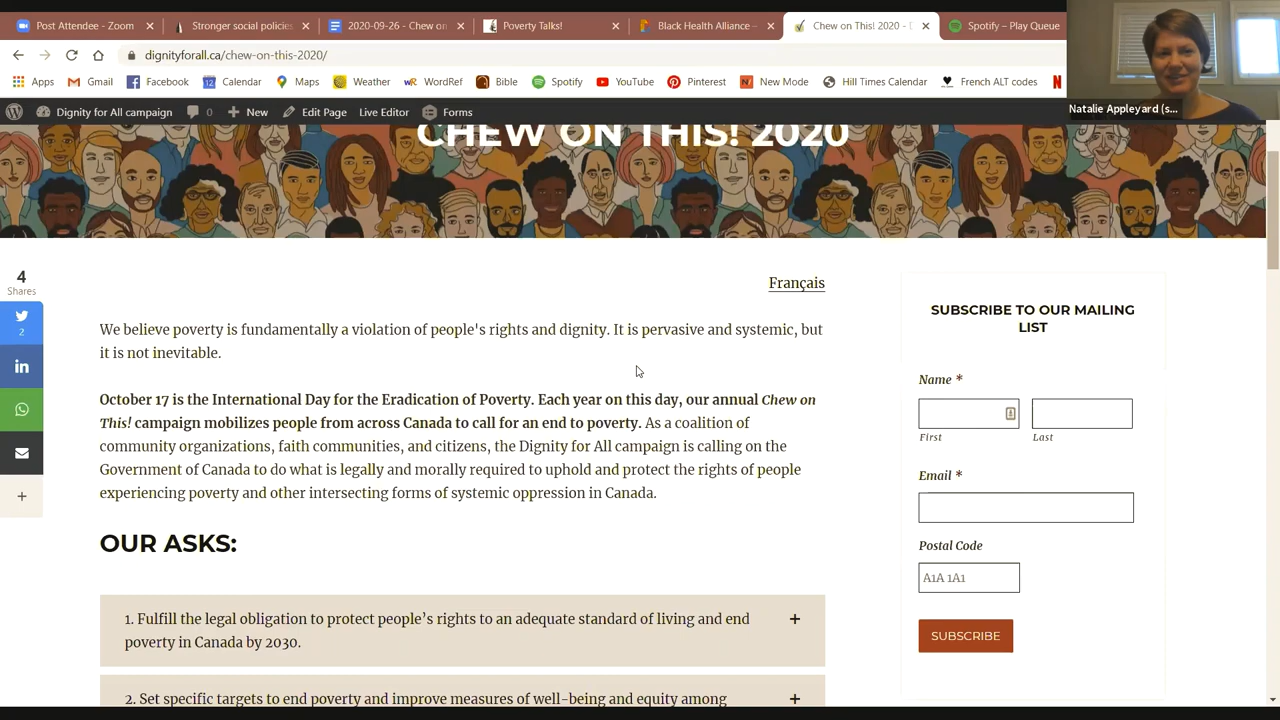 Post Attendee - Zoom
Stronger social policies
2020-09-26 - Chew on
Poverty Talks!
Black Health Alliance –
Chew on This! 2020 - D
Spotify – Play Queue
dignityforall.ca/chew-on-this-2020/
Apps
Gmail
Facebook
Calendar
Maps
Weather
Bible
Spotify
YouTube
Pinterest
New Mode
Hill Times Calendar
French ALT codes
Natalie Appleyard (s...
Dignity for All campaign
0
New
Edit Page
Live Editor
Forms
CHEW ON THIS! 2020
4
Shares
2
Français
We believe poverty is fundamentally a violation of people's rights and dignity. It is pervasive and systemic, but
it is not inevitable.
October 17 is the International Day for the Eradication of Poverty. Each year on this day, our annual Chew on
This! campaign mobilizes people from across Canada to call for an end to poverty. As a coalition of
community organizations, faith communities, and citizens, the Dignity for All campaign is calling on the
Government of Canada to do what is legally and morally required to uphold and protect the rights of people
experiencing poverty and other intersecting forms of systemic oppression in Canada.
OUR ASKS:
1. Fulfill the legal obligation to protect people’s rights to an adequate standard of living and end
poverty in Canada by 2030.
2. Set specific targets to end poverty and improve measures of well-being and equity among
SUBSCRIBE TO OUR MAILING
LIST
Name *
First
Last
Email *
Postal Code
A1A 1A1
SUBSCRIBE